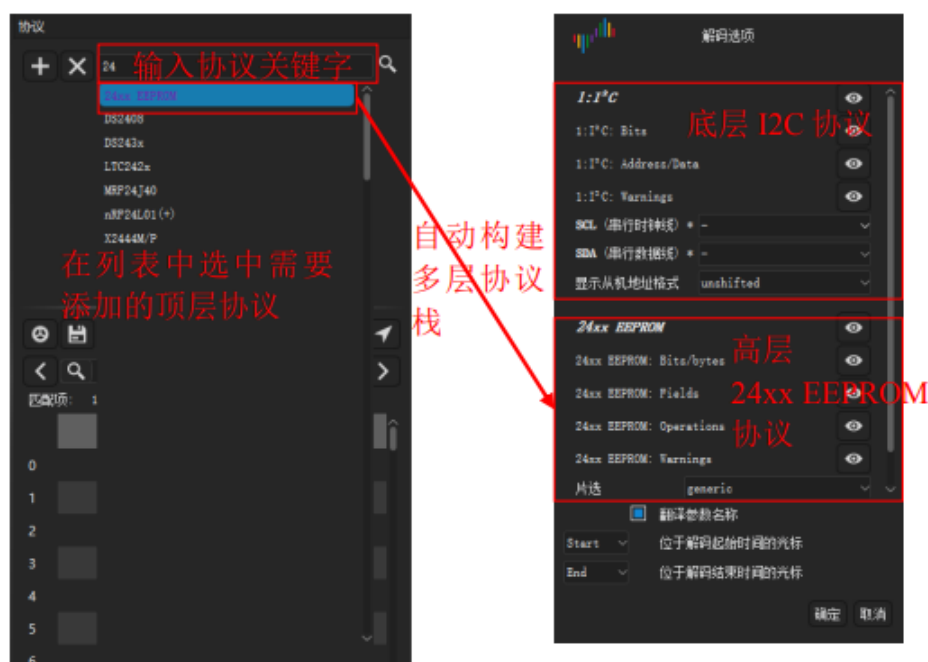 协议
24
输入协议关键字
24xx EEPROM
DS2408
DS243x
LTC242x
MRF24J40
nRF24L01(+)
X2444M/P
在列表中选中需要
添加的顶层协议
匹配项: 1
0
1
2
3
4
5
6
自动构建
多层协议
栈
解码选项
1:I²C
1:I²C: Bits
底层 I2C 协议
1:I²C: Address/Data
1:I²C: Warnings
SCL (串行时钟线) * -
SDA (串行数据线) * -
显示从机地址格式 unshifted
24xx EEPROM
24xx EEPROM: Bits/bytes
24xx EEPROM: Fields
24xx EEPROM: Operations
24xx EEPROM: Warnings
高层
24xx EEPROM
协议
片选 generic
翻译参数名称
Start 位于解码起始时间的光标
End 位于解码结束时间的光标
确定 取消